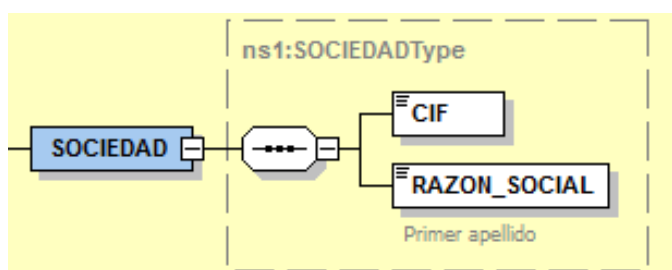 ns1:SOCIEDADType
CIF
SOCIEDAD
RAZON_SOCIAL
Primer apellido